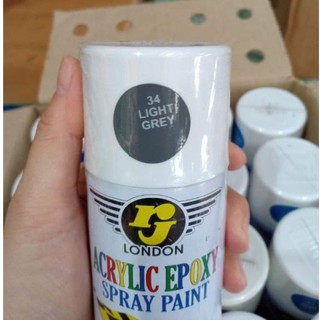 34
LIGHT
GREY
rj
LONDON
ACRYLIC EPOXY
SPRAY PAINT